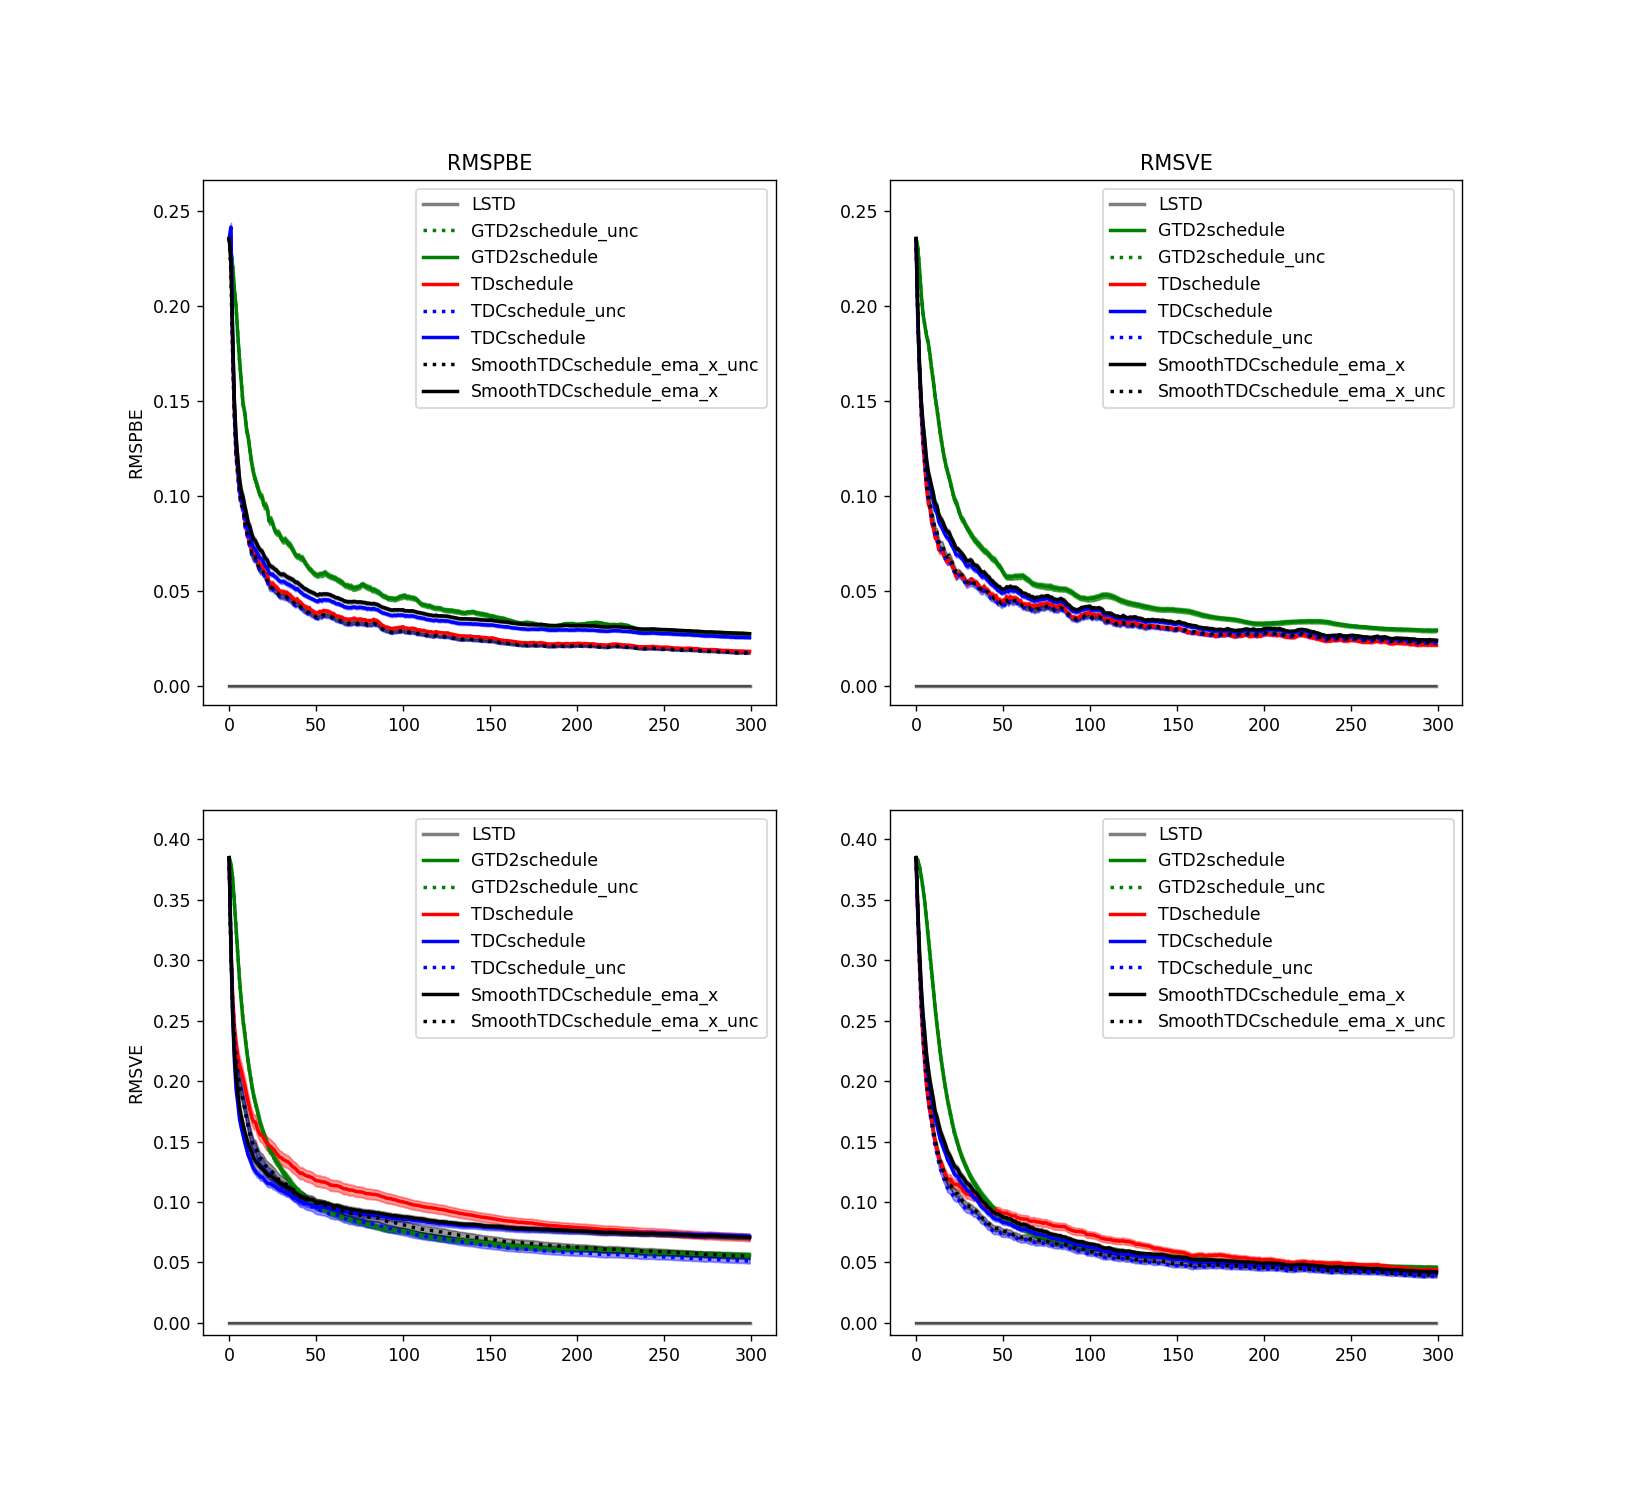 RMSPBE
RMSPBE
0.25
0.20
0.15
0.10
0.05
0.00
0 50 100 150 200 250 300
LSTD
GTD2schedule_unc
GTD2schedule
TDschedule
TDCschedule_unc
TDCschedule
SmoothTDCschedule_ema_x_unc
SmoothTDCschedule_ema_x
RMSVE
0.25
0.20
0.15
0.10
0.05
0.00
0 50 100 150 200 250 300
LSTD
GTD2schedule
GTD2schedule_unc
TDschedule
TDCschedule
TDCschedule_unc
SmoothTDCschedule_ema_x
SmoothTDCschedule_ema_x_unc
RMSVE
0.40
0.35
0.30
0.25
0.20
0.15
0.10
0.05
0.00
0 50 100 150 200 250 300
LSTD
GTD2schedule
GTD2schedule_unc
TDschedule
TDCschedule
TDCschedule_unc
SmoothTDCschedule_ema_x
SmoothTDCschedule_ema_x_unc
0.40
0.35
0.30
0.25
0.20
0.15
0.10
0.05
0.00
0 50 100 150 200 250 300
LSTD
GTD2schedule
GTD2schedule_unc
TDschedule
TDCschedule
TDCschedule_unc
SmoothTDCschedule_ema_x
SmoothTDCschedule_ema_x_unc